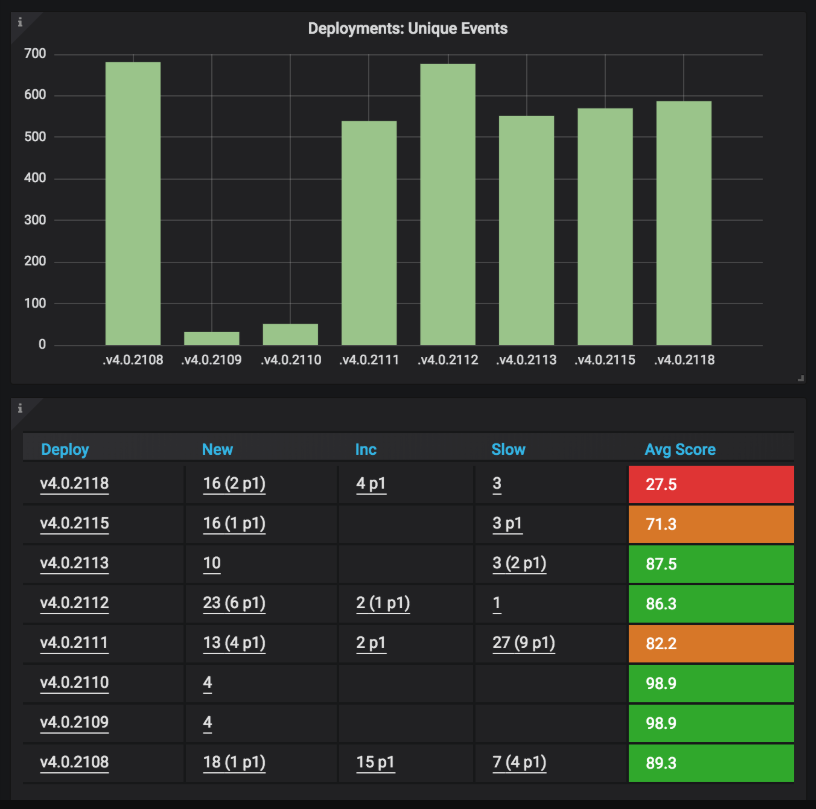 i
Deployments: Unique Events
700
600
500
400
300
200
100
0
.v4.0.2108 .v4.0.2109 .v4.0.2110 .v4.0.2111 .v4.0.2112 .v4.0.2113 .v4.0.2115 .v4.0.2118
i
Deploy New Inc Slow Avg Score
v4.0.2118 16 (2 p1) 4 p1 3 27.5
v4.0.2115 16 (1 p1) 3 p1 71.3
v4.0.2113 10 3 (2 p1) 87.5
v4.0.2112 23 (6 p1) 2 (1 p1) 1 86.3
v4.0.2111 13 (4 p1) 2 p1 27 (9 p1) 82.2
v4.0.2110 4 98.9
v4.0.2109 4 98.9
v4.0.2108 18 (1 p1) 15 p1 7 (4 p1) 89.3